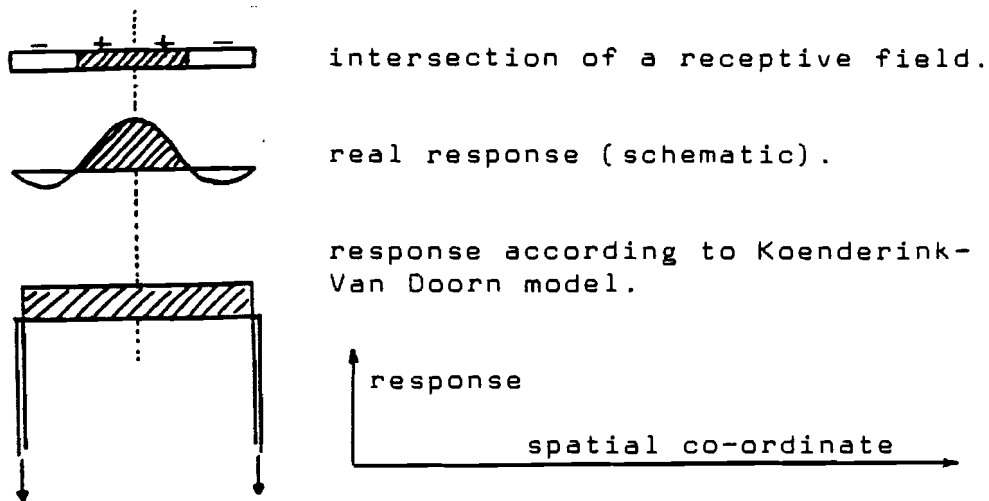 − + + −
intersection of a receptive field.
real response (schematic).
response according to Koenderink-
Van Doorn model.
response
spatial co-ordinate